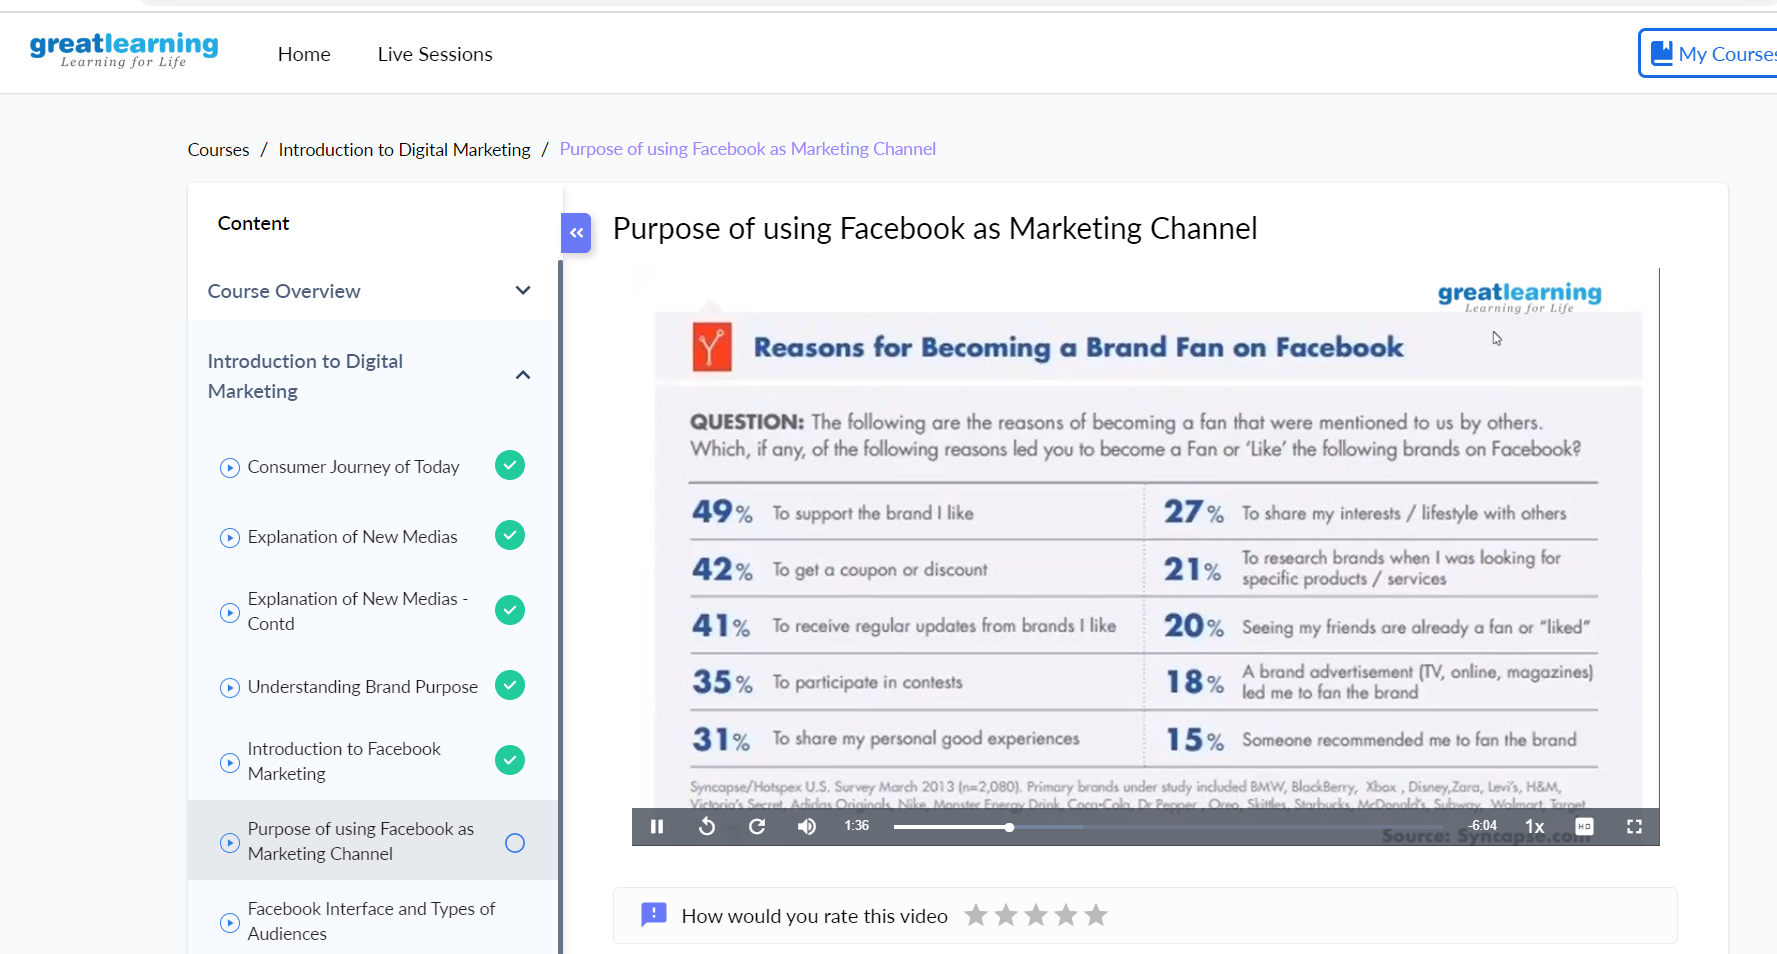 greatlearning
Learning for Life
Home
Live Sessions
My Courses
Courses / Introduction to Digital Marketing / Purpose of using Facebook as Marketing Channel
Content
Course Overview
Introduction to Digital
Marketing
Consumer Journey of Today
Explanation of New Medias
Explanation of New Medias -
Contd
Understanding Brand Purpose
Introduction to Facebook
Marketing
Purpose of using Facebook as
Marketing Channel
Facebook Interface and Types of
Audiences
Purpose of using Facebook as Marketing Channel
greatlearning
Learning for Life
Reasons for Becoming a Brand Fan on Facebook
QUESTION: The following are the reasons of becoming a fan that were mentioned to us by others.
Which, if any, of the following reasons led you to become a Fan or 'Like' the following brands on Facebook?
49% To support the brand I like
42% To get a coupon or discount
41% To receive regular updates from brands I like
35% To participate in contests
31% To share my personal good experiences
27% To share my interests / lifestyle with others
21% To research brands when I was looking for
specific products / services
20% Seeing my friends are already a fan or "liked"
18% A brand advertisement (TV, online, magazines)
led me to fan the brand
15% Someone recommended me to fan the brand
Syncapse/Hotspex U.S. Survey March 2013 (n=2,080). Primary brands under study included BMW, BlackBerry, Xbox , Disney,Zara, Levi's, H&M,
Victoria's Secret, Adidas Originals, Nike, Monster Energy Drink, Coca-Cola, Dr Pepper , Oreo, Skittles, Starbucks, McDonald's, Subway, Walmart, Target,
Source: Syncapse.com
1:36
-6:04
1x
HD
How would you rate this video